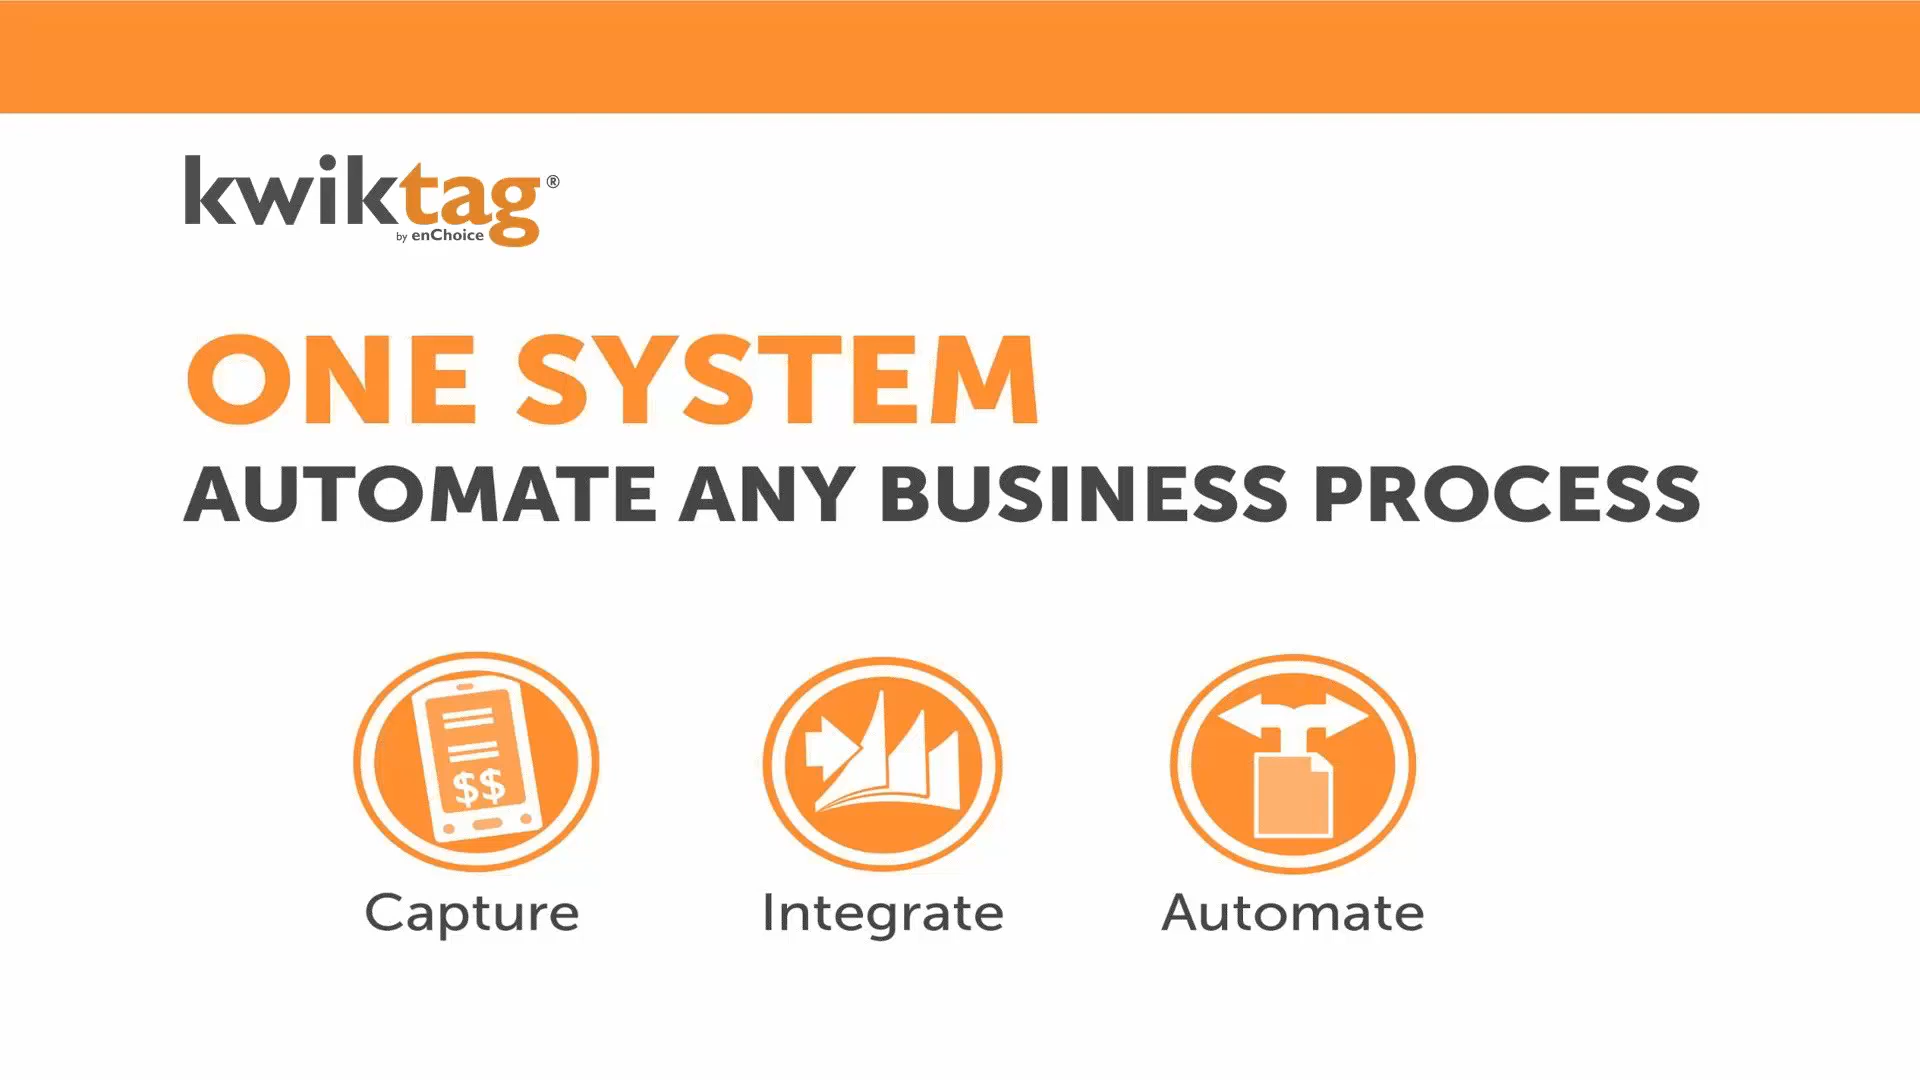 kwiktag®
by enChoice
ONE SYSTEM
AUTOMATE ANY BUSINESS PROCESS
$$
Capture
Integrate
Automate